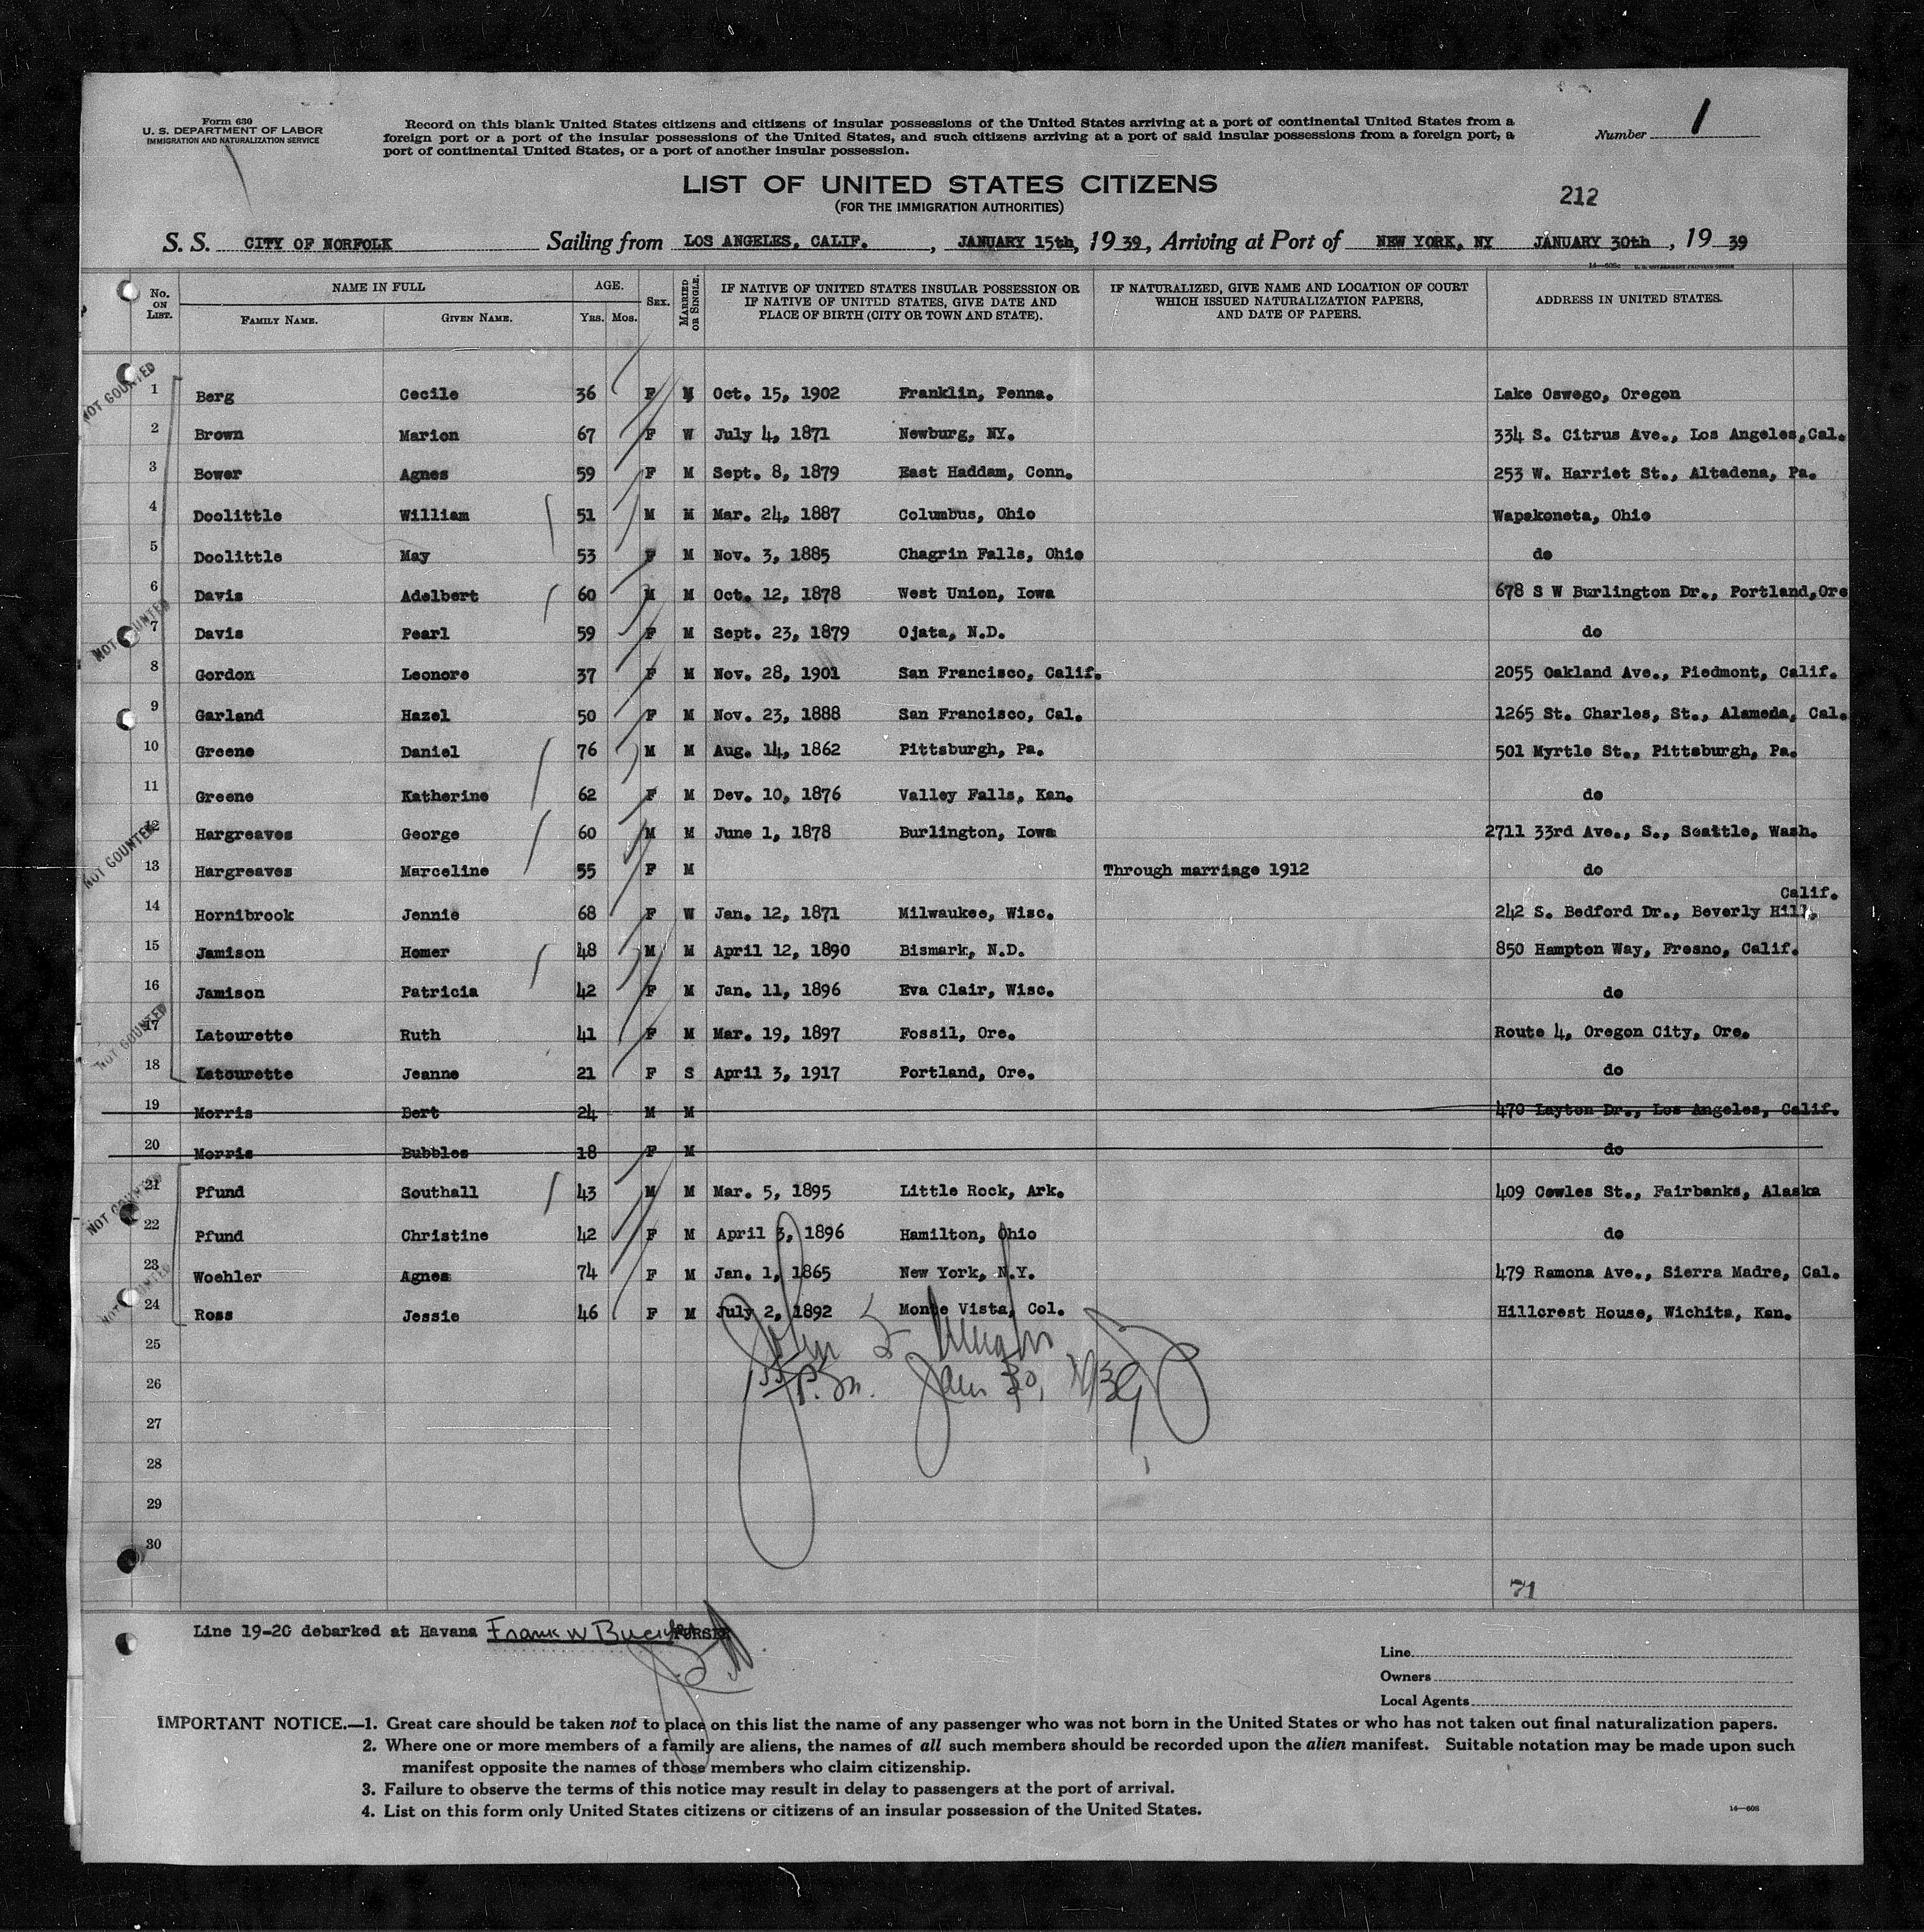 Form 630
U. S. DEPARTMENT OF LABOR
IMMIGRATION AND NATURALIZATION SERVICE
Record on this blank United States citizens and citizens of insular possessions of the United States arriving at a port of continental United States from a
foreign port or a port of the insular possessions of the United States, and such citizens arriving at a port of said insular possessions from a foreign port, a
port of continental United States, or a port of another insular possession.
Number 1
LIST OF UNITED STATES CITIZENS
(FOR THE IMMIGRATION AUTHORITIES)
212
S. S. CITY OF NORFOLK Sailing from LOS ANGELES, CALIF., JANUARY 15th, 1939, Arriving at Port of NEW YORK, NY JANUARY 30th, 1939
No. ON LIST. NAME IN FULL FAMILY NAME. GIVEN NAME. AGE. YRS. MOS. SEX. MARRIED OR SINGLE. IF NATIVE OF UNITED STATES INSULAR POSSESSION OR IF NATIVE OF UNITED STATES, GIVE DATE AND PLACE OF BIRTH (CITY OR TOWN AND STATE). IF NATURALIZED, GIVE NAME AND LOCATION OF COURT WHICH ISSUED NATURALIZATION PAPERS, AND DATE OF PAPERS. ADDRESS IN UNITED STATES.
NOT COUNTED
1 Berg Cecile 36 F M Oct. 15, 1902 Franklin, Penna. Lake Oswego, Oregon
2 Brown Marion 67 F W July 4, 1871 Newburg, NY. 334 S. Citrus Ave., Los Angeles,Cal.
3 Bower Agnes 59 F M Sept. 8, 1879 East Haddam, Conn. 253 W. Harriet St., Altadena, Pa.
4 Doolittle William 51 M M Mar. 24, 1887 Columbus, Ohio Wapakoneta, Ohio
5 Doolittle May 53 F M Nov. 3, 1885 Chagrin Falls, Ohio do
6 Davis Adelbert 60 M M Oct. 12, 1878 West Union, Iowa 678 S W Burlington Dr., Portland,Ore
NOT COUNTED
7 Davis Pearl 59 F M Sept. 23, 1879 Ojata, N.D. do
8 Gordon Leonore 37 F M Nov. 28, 1901 San Francisco, Calif. 2055 Oakland Ave., Piedmont, Calif.
9 Garland Hazel 50 F M Nov. 23, 1888 San Francisco, Cal. 1265 St. Charles, St., Alameda, Cal.
10 Greene Daniel 76 M M Aug. 14, 1862 Pittsburgh, Pa. 501 Myrtle St., Pittsburgh, Pa.
11 Greene Katherine 62 F M Dev. 10, 1876 Valley Falls, Kan. do
12 Hargreaves George 60 M M June 1, 1878 Burlington, Iowa 2711 33rd Ave., S., Seattle, Wash.
NOT COUNTED
13 Hargreaves Marceline 55 F M Through marriage 1912 do
14 Hornibrook Jennie 68 F W Jan. 12, 1871 Milwaukee, Wisc. 242 S. Bedford Dr., Beverly Hill. Calif.
15 Jamison Homer 48 M M April 12, 1890 Bismark, N.D. 850 Hampton Way, Fresno, Calif.
16 Jamison Patricia 42 F M Jan. 11, 1896 Eva Clair, Wisc. do
17 Latourette Ruth 41 F M Mar. 19, 1897 Fossil, Ore. Route 4, Oregon City, Ore.
NOT COUNTED
18 Latourette Jeanne 21 F S April 3, 1917 Portland, Ore. do
19 Morris Bert 24 M M 470 Layton Dr., Los Angeles, Calif.
20 Morris Bubbles 18 F M do
21 Pfund Southall 43 M M Mar. 5, 1895 Little Rock, Ark. 409 Cowles St., Fairbanks, Alaska
NOT COUNTED
22 Pfund Christine 42 F M April 3, 1896 Hamilton, Ohio do
23 Woehler Agnes 74 F M Jan. 1, 1865 New York, N.Y. 479 Ramona Ave., Sierra Madre, Cal.
NOT COUNTED
24 Ross Jessie 46 F M July 2, 1892 Monte Vista, Col. Hillcrest House, Wichita, Kan.
25
John
26
P.m. Jan 30, 1939
27
28
29
30
71
Line 19-20 debarked at Havana Frank W PURSER
Line
Owners
Local Agents
IMPORTANT NOTICE.—1. Great care should be taken not to place on this list the name of any passenger who was not born in the United States or who has not taken out final naturalization papers.
2. Where one or more members of a family are aliens, the names of all such members should be recorded upon the alien manifest. Suitable notation may be made upon such
manifest opposite the names of those members who claim citizenship.
3. Failure to observe the terms of this notice may result in delay to passengers at the port of arrival.
4. List on this form only United States citizens or citizens of an insular possession of the United States.
14—608